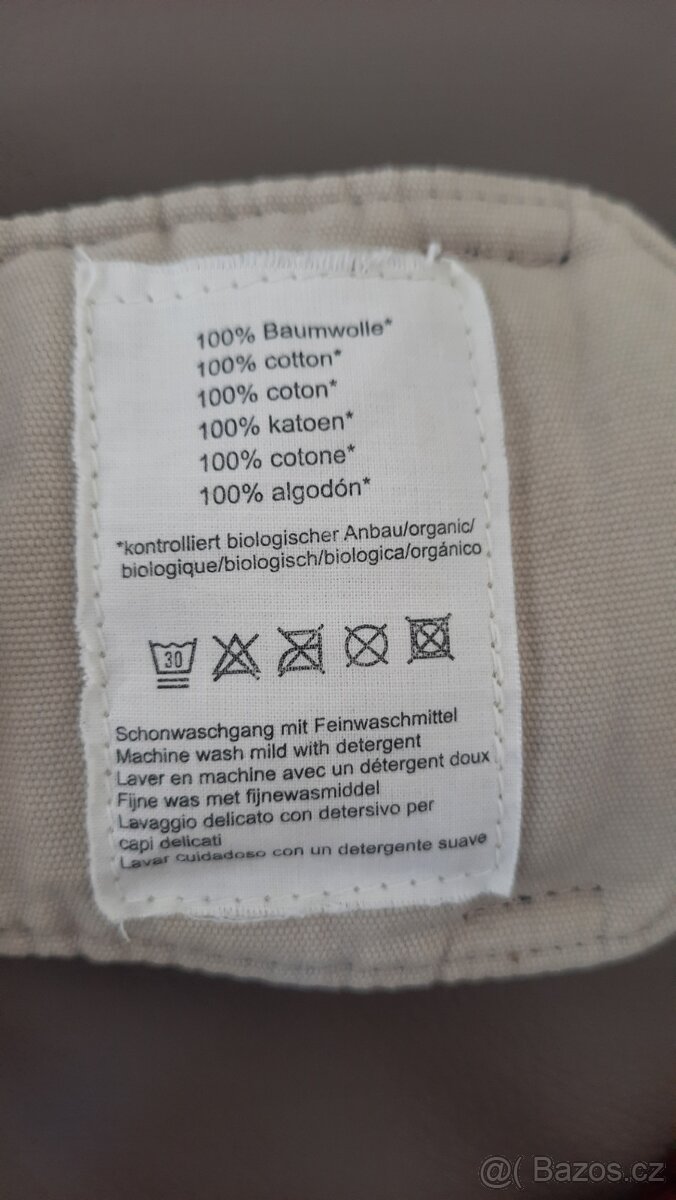 100% Baumwolle*
100% cotton*
100% coton*
100% katoen*
100% cotone*
100% algodón*
*kontrolliert biologischer Anbau/organic/
biologique/biologisch/biologica/orgánico
30
Schonwaschgang mit Feinwaschmittel
Machine wash mild with detergent
Laver en machine avec un détergent doux
Fijne was met fijnewasmiddel
Lavaggio delicato con detersivo per
capi delicati
Lavar cuidadoso con un detergente suave
@( Bazos.cz